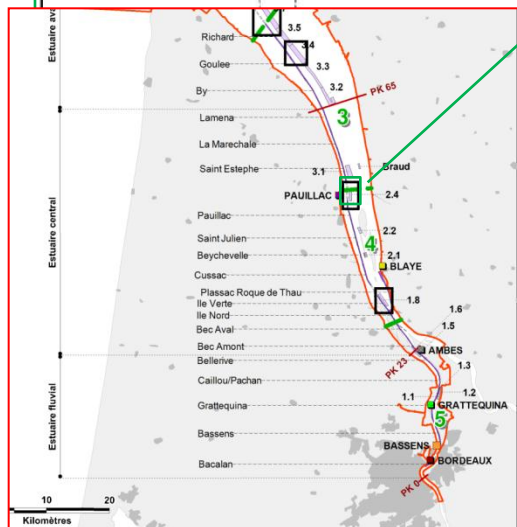 Estuaire ava
Richard
Goulee
By
Lamena
La Marechale
Saint Estephe
Pauillac
Saint Julien
Beychevelle
Cussac
Plassac Roque de Thau
Ile Verte
Ile Nord
Bec Aval
Bec Amont
Bellerive
Caillou/Pachan
Grattequina
Bassens
Bacalan
Estuaire central
Estuaire fluvial
3.5
3.4
3.3
3.2
PK 65
3
3.1
Braud
2.4
PAUILLAC
2.2
4
2.1
BLAYE
1.8
1.6
1.5
AMBES
PK 23
1.3
1.2
1.1
GRATTEQUINA
5
BASSENS
BORDEAUX
PK 0
0 10 20
Kilomètres